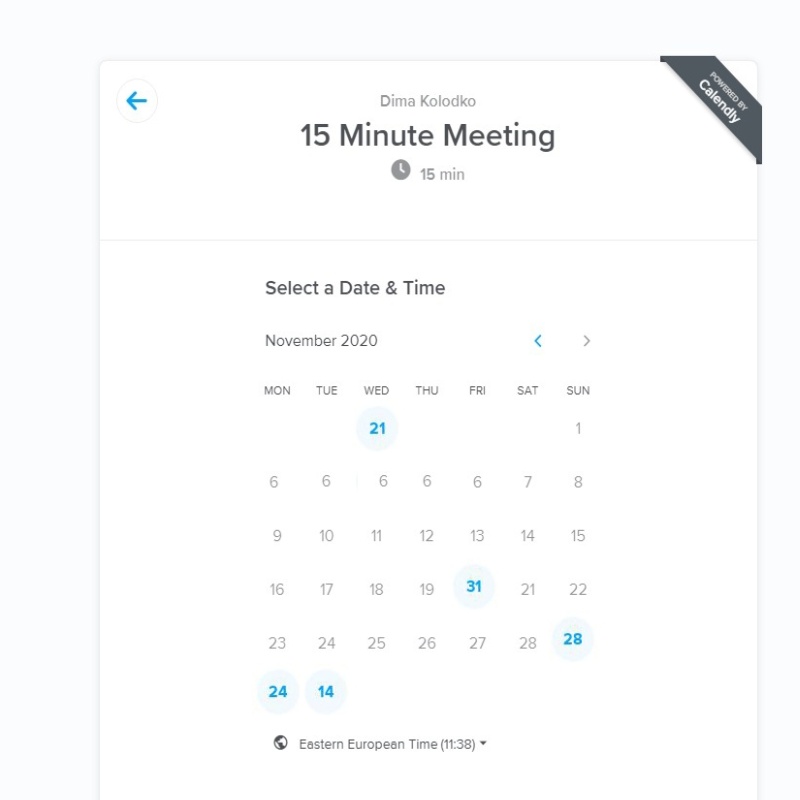 POWERED BY
Calendly
Dima Kolodko
15 Minute Meeting
15 min
Select a Date & Time
November 2020
MON TUE WED THU FRI SAT SUN
21 1
6 6 6 6 6 7 8
9 10 11 12 13 14 15
16 17 18 19 31 21 22
23 24 25 26 27 28 28
24 14
Eastern European Time (11:38)